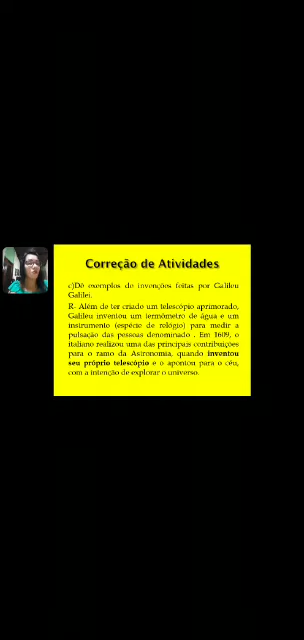 Correção de Atividades
c)Dê exemplos de invenções feitas por Galileu
Galilei.
R- Além de ter criado um telescópio aprimorado,
Galileu inventou um termômetro de água e um
instrumento (espécie de relógio) para medir a
pulsação das pessoas denominado . Em 1609, o
italiano realizou uma das principais contribuições
para o ramo da Astronomia, quando inventou
seu próprio telescópio e o apontou para o céu,
com a intenção de explorar o universo.